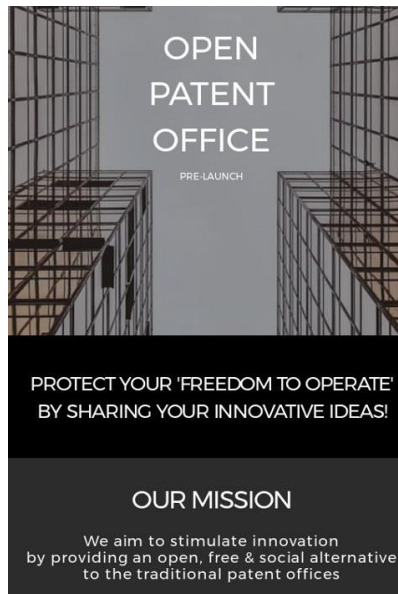 OPEN
PATENT
OFFICE
PRE-LAUNCH
PROTECT YOUR 'FREEDOM TO OPERATE'
BY SHARING YOUR INNOVATIVE IDEAS!
OUR MISSION
We aim to stimulate innovation
by providing an open, free & social alternative
to the traditional patent offices